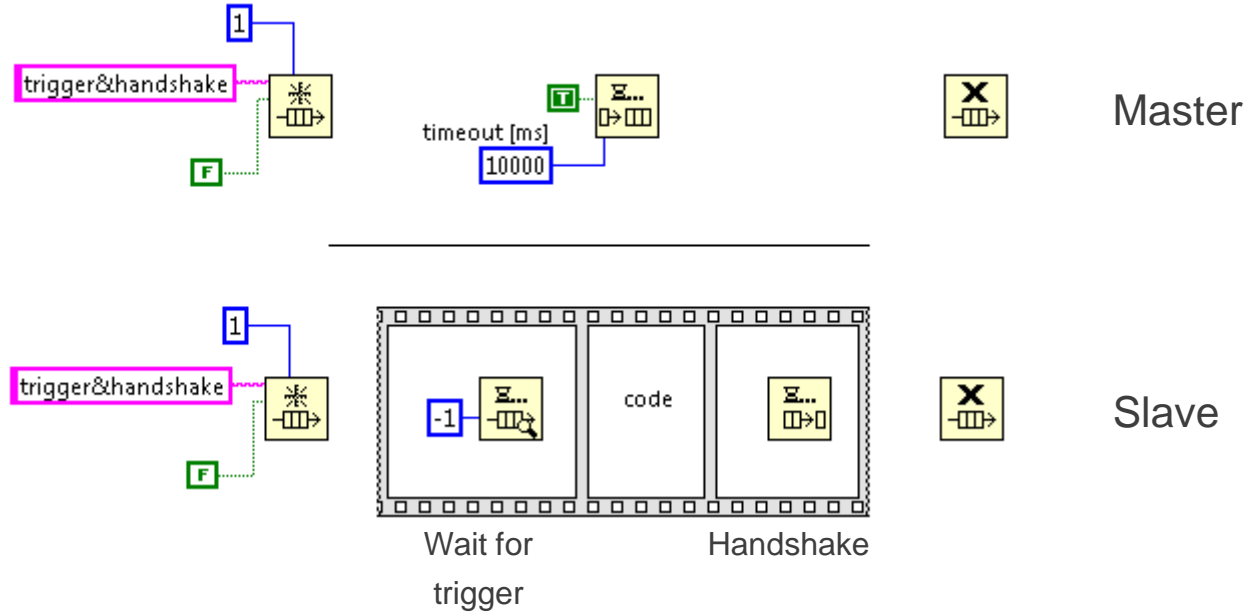 1
trigger&handshake
F
T
timeout [ms]
10000
Master
1
trigger&handshake
F
-1
code
Slave
Wait for
trigger
Handshake